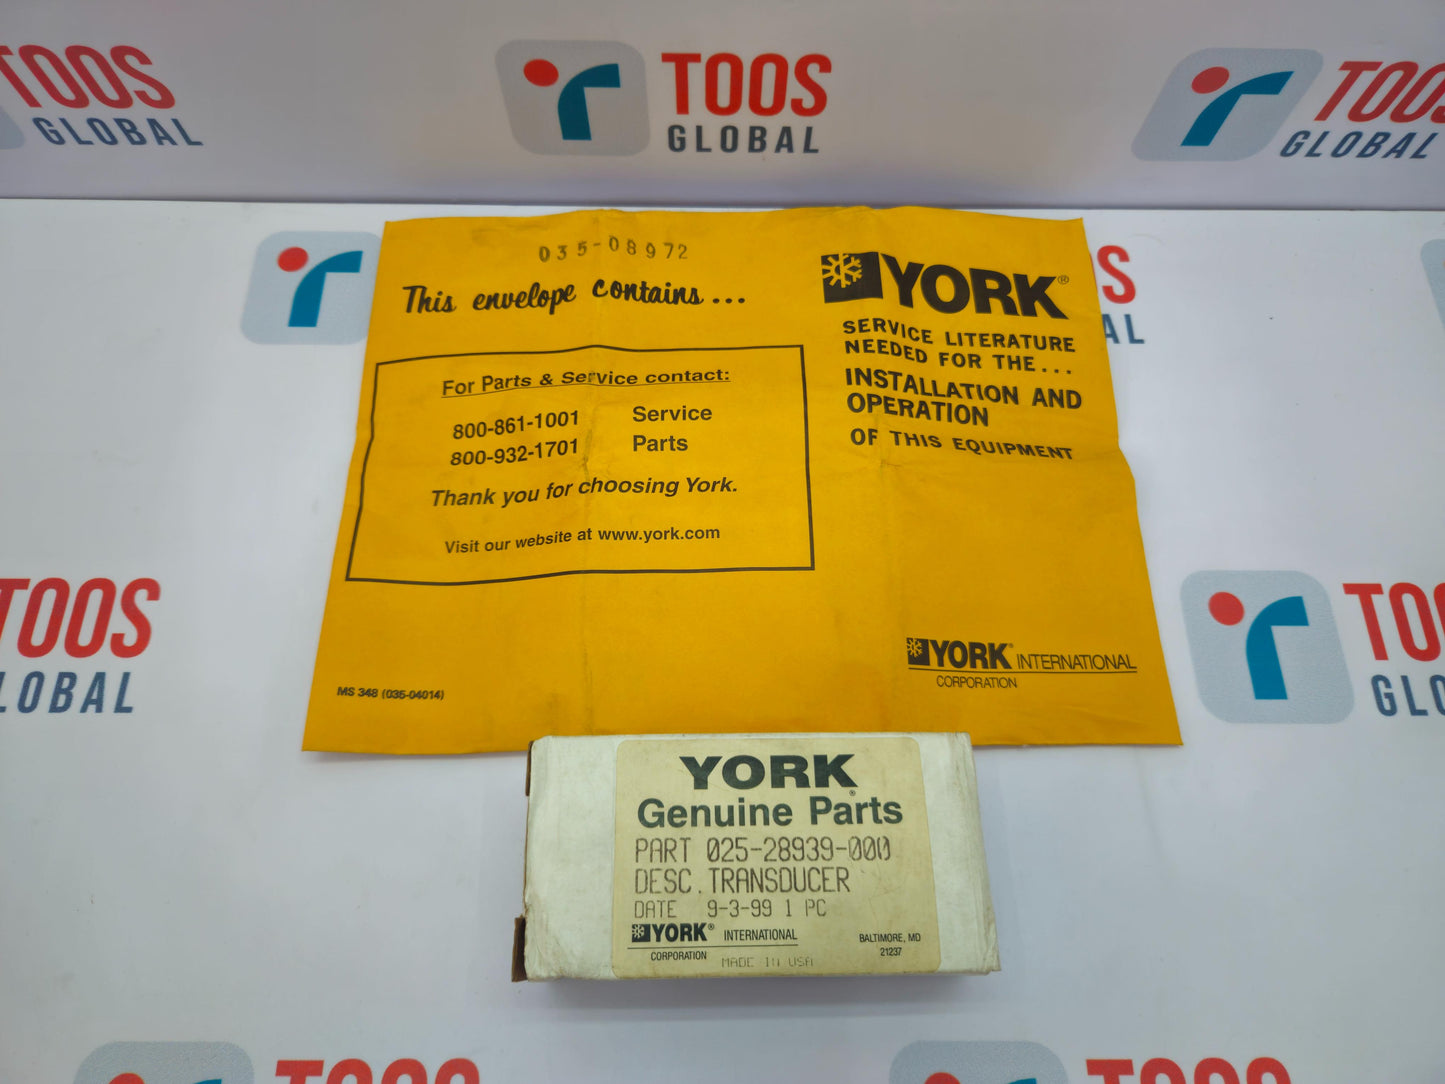 TOOS
GLOBAL
TOOS
GLOBAL
TOOS
GLOBAL
035-08972
This envelope contains...
For Parts & Service contact:
800-861-1001 Service
800-932-1701 Parts
Thank you for choosing York.
Visit our website at www.york.com
MS 348 (035-04014)
YORK®
SERVICE LITERATURE
NEEDED FOR THE...
INSTALLATION AND
OPERATION
OF THIS EQUIPMENT
YORK® INTERNATIONAL
CORPORATION
TOOS
GLOBAL
TOOS
GLOBAL
YORK®
Genuine Parts
PART 025-28939-000
DESC. TRANSDUCER
DATE 9-3-99 1 PC
YORK® INTERNATIONAL
CORPORATION
BALTIMORE, MD
21237
MADE IN USA
TOOS
TOOS